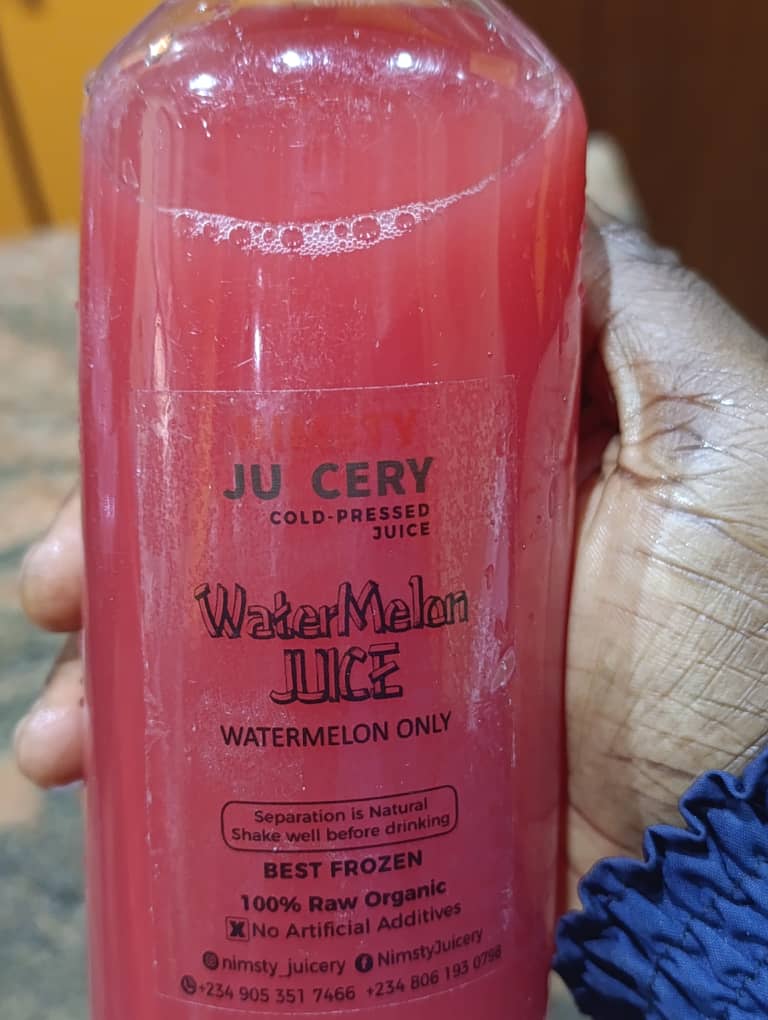 NIMSTY
JU CERY
COLD-PRESSED
JUICE
WaterMelon
JUICE
WATERMELON ONLY
Separation is Natural
Shake well before drinking
BEST FROZEN
100% Raw Organic
No Artificial Additives
nimsty_juicery NimstyJuicery
+234 905 351 7466 +234 806 193 0798